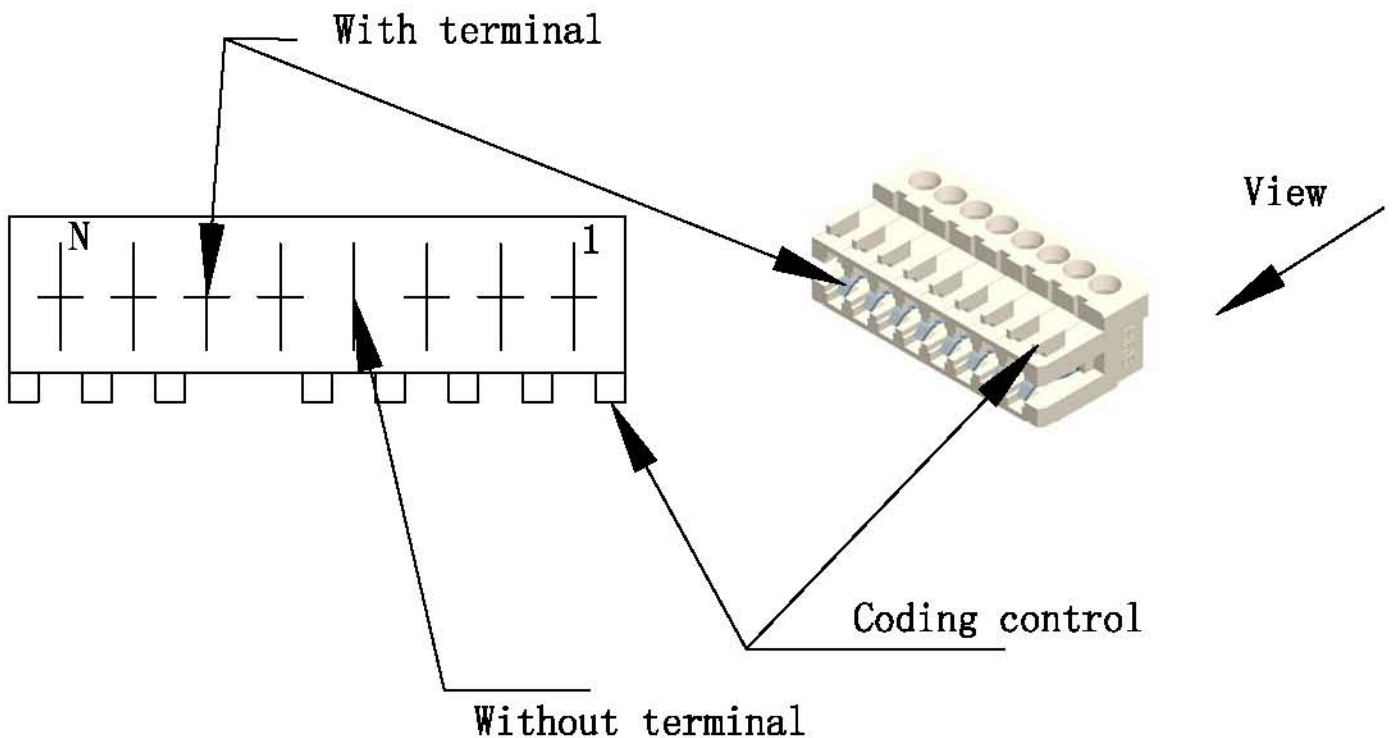 With terminal
View
N
1
Coding control
Without terminal